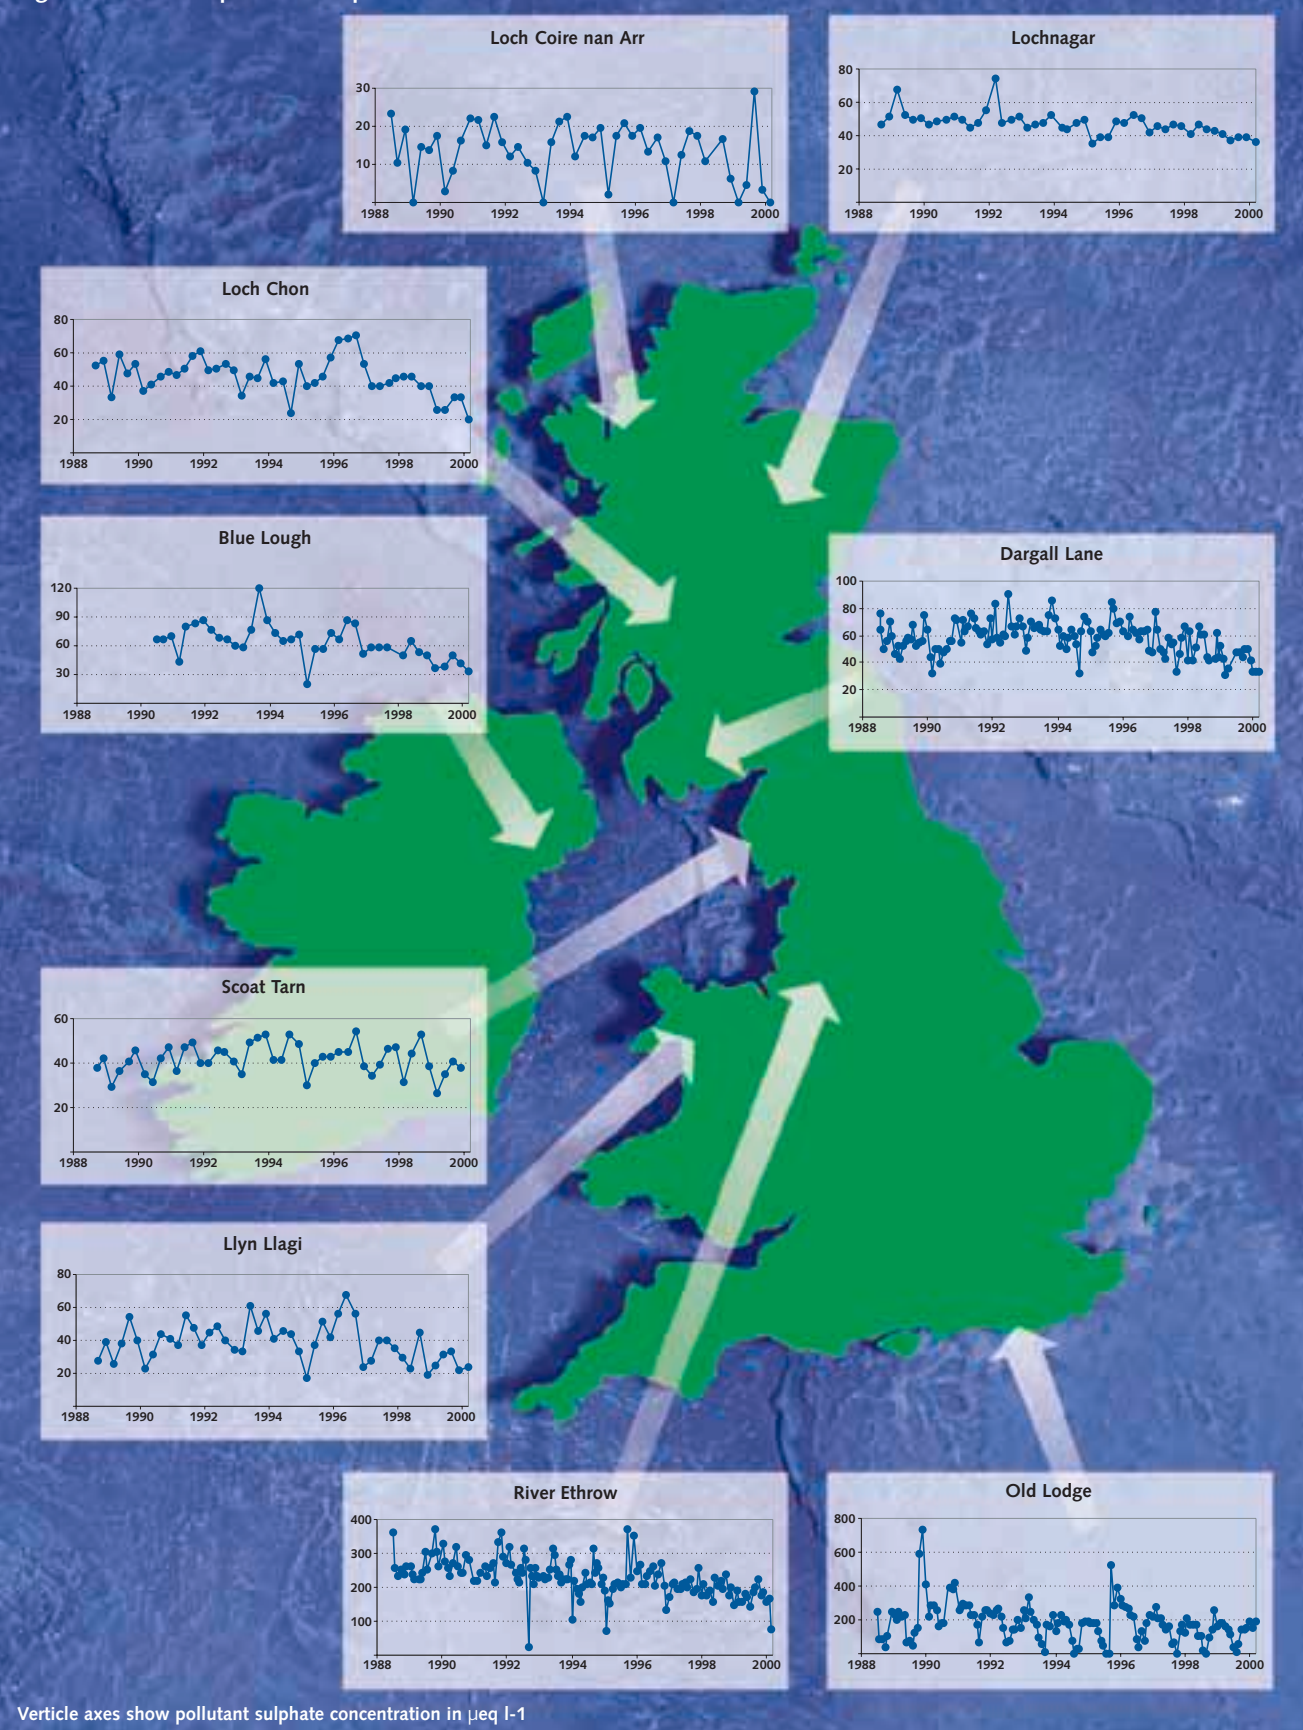 Loch Coire nan Arr
30
20
10
1988 1990 1992 1994 1996 1998 2000
Lochnagar
80
60
40
20
1988 1990 1992 1994 1996 1998 2000
Loch Chon
80
60
40
20
1988 1990 1992 1994 1996 1998 2000
Blue Lough
120
90
60
30
1988 1990 1992 1994 1996 1998 2000
Dargall Lane
100
80
60
40
20
1988 1990 1992 1994 1996 1998 2000
Scoat Tarn
60
40
20
1988 1990 1992 1994 1996 1998 2000
Llyn Llagi
80
60
40
20
1988 1990 1992 1994 1996 1998 2000
River Ethrow
400
300
200
100
1988 1990 1992 1994 1996 1998 2000
Old Lodge
800
600
400
200
1988 1990 1992 1994 1996 1998 2000
Verticle axes show pollutant sulphate concentration in µeq l-1